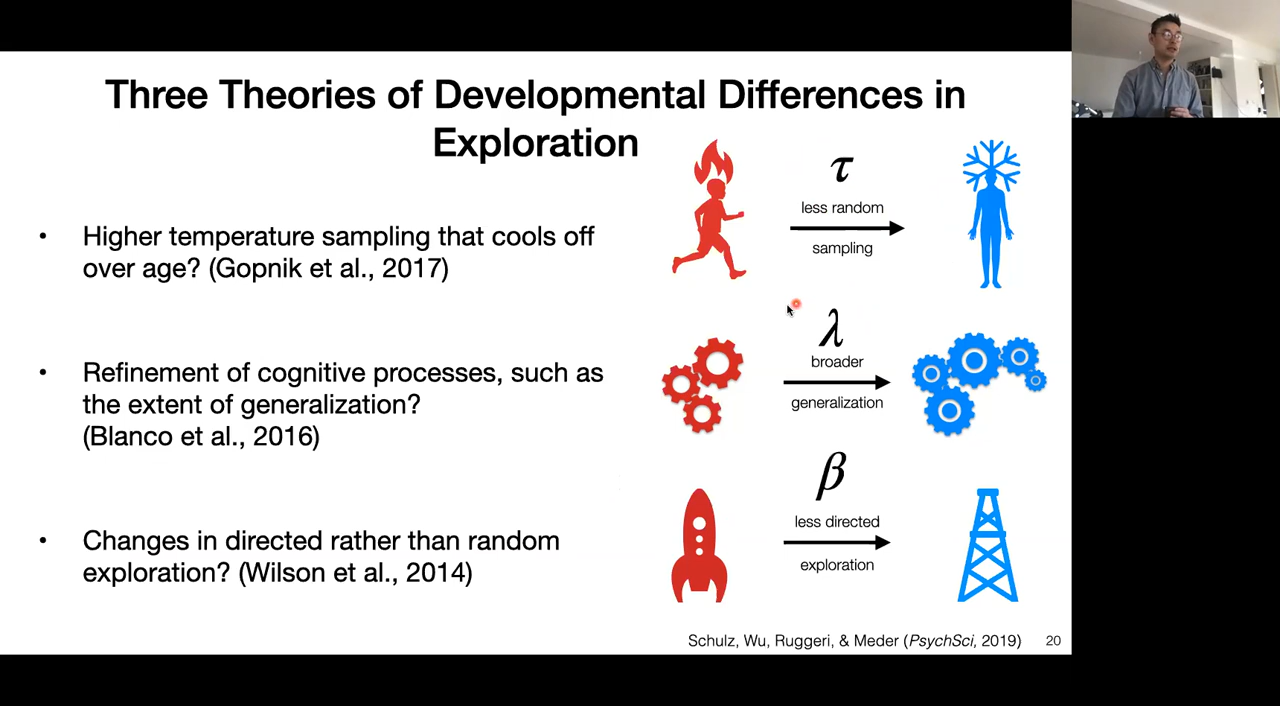 Three Theories of Developmental Differences in
Exploration
• Higher temperature sampling that cools off
over age? (Gopnik et al., 2017)
τ
less random
sampling
• Refinement of cognitive processes, such as
the extent of generalization?
(Blanco et al., 2016)
λ
broader
generalization
• Changes in directed rather than random
exploration? (Wilson et al., 2014)
β
less directed
exploration
Schulz, Wu, Ruggeri, & Meder (PsychSci, 2019)
20